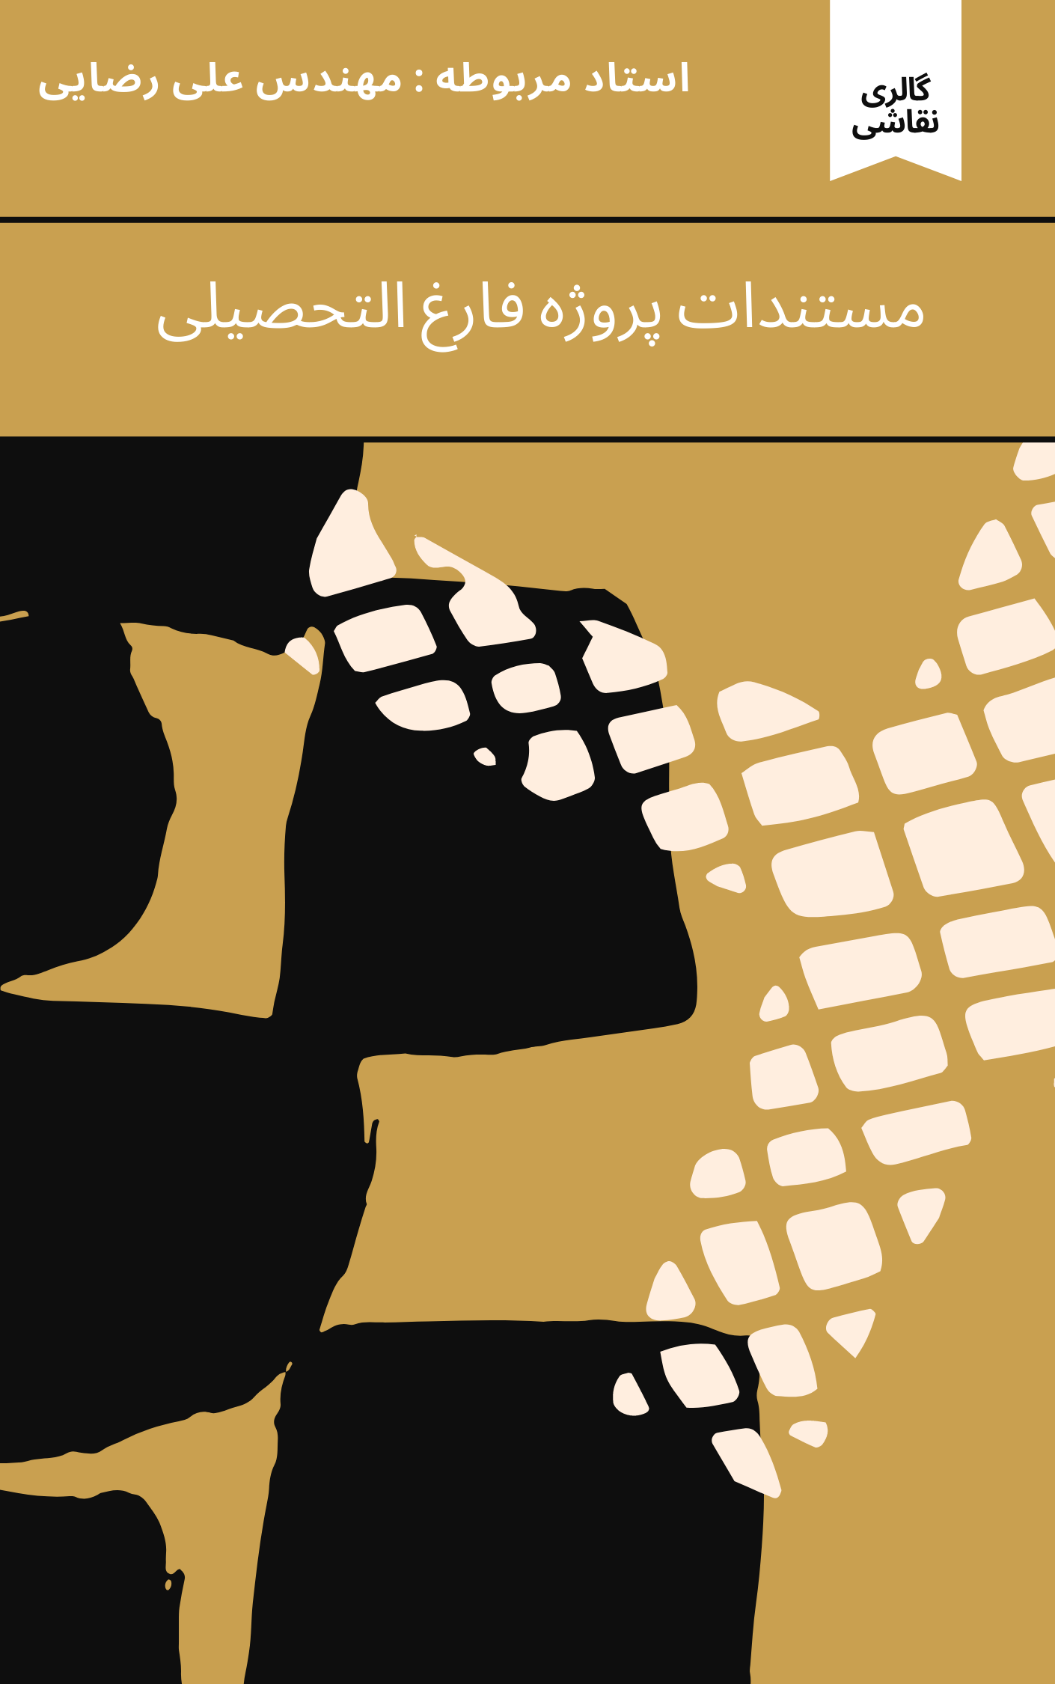 گالری
نقاشی
استاد مربوطه : مهندس علی رضایی
مستندات پروژه فارغ التحصیلی